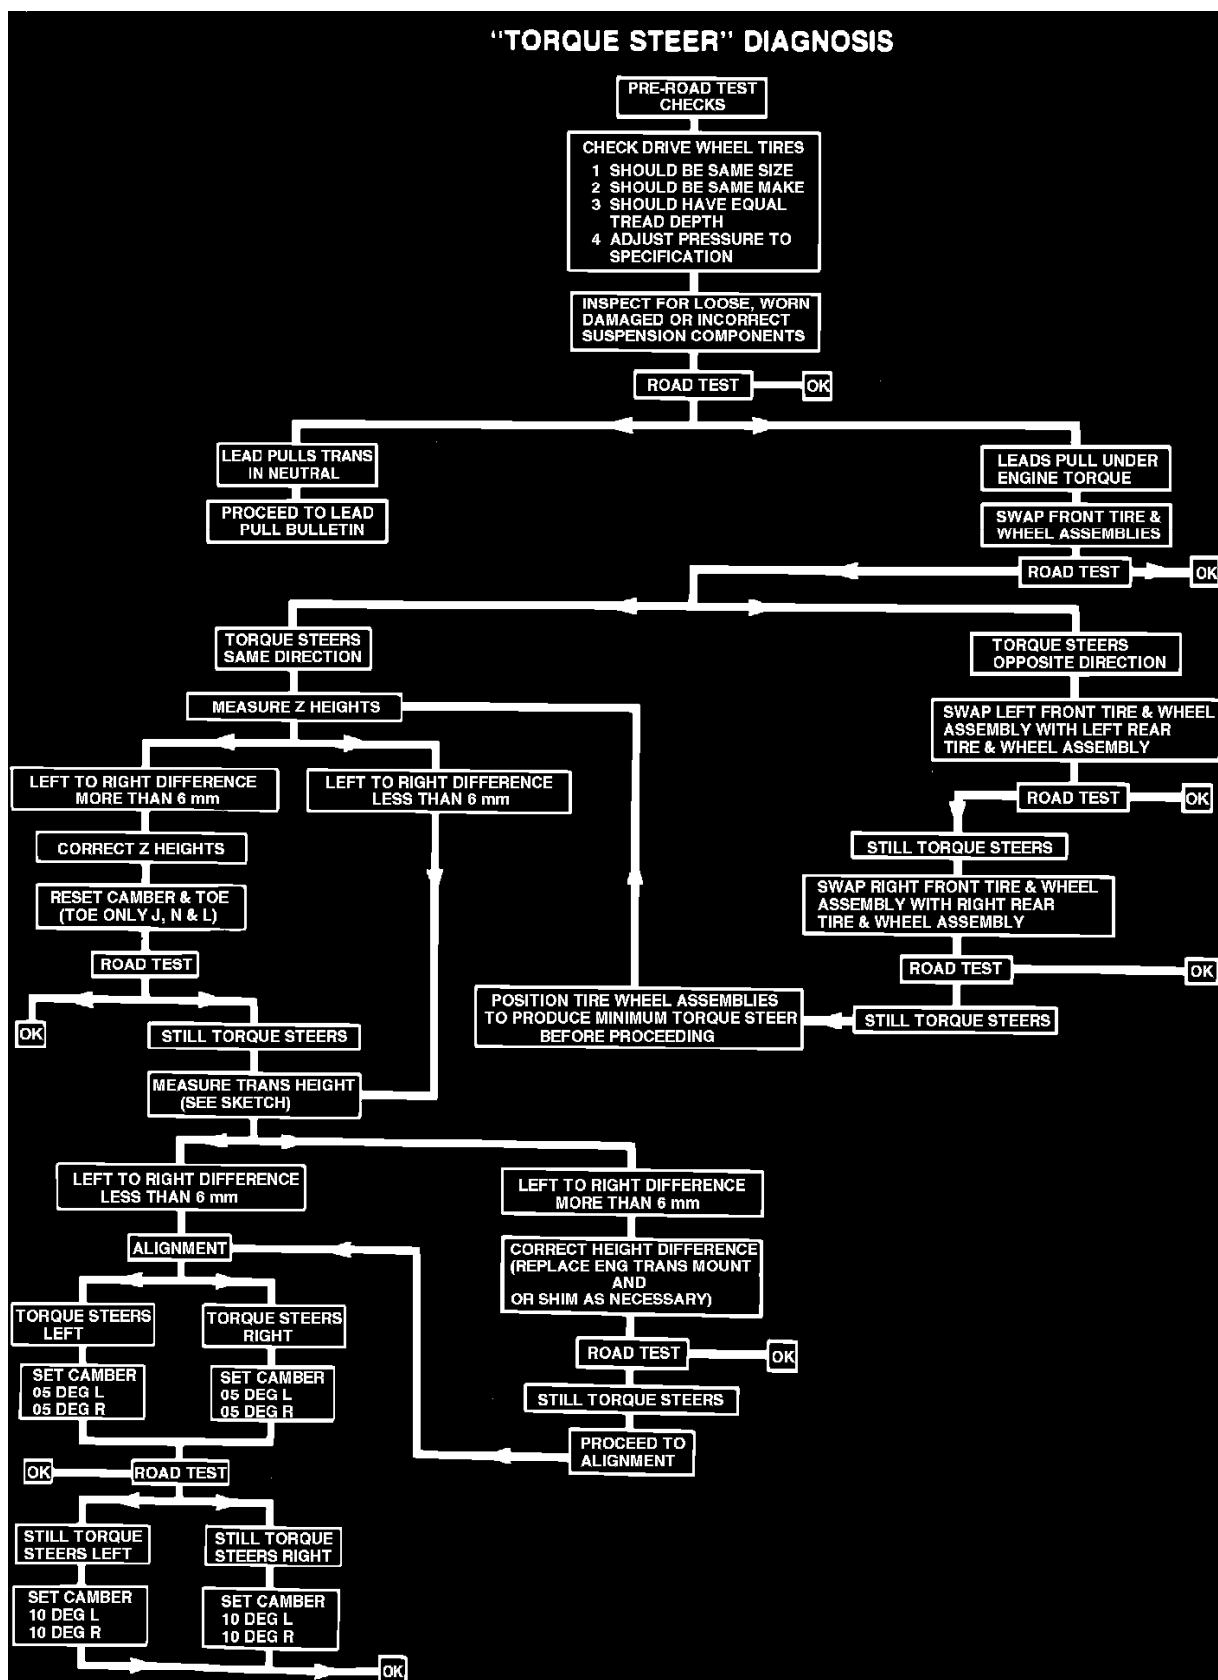 "TORQUE STEER" DIAGNOSIS
PRE-ROAD TEST
CHECKS
CHECK DRIVE WHEEL TIRES
1 SHOULD BE SAME SIZE
2 SHOULD BE SAME MAKE
3 SHOULD HAVE EQUAL
TREAD DEPTH
4 ADJUST PRESSURE TO
SPECIFICATION
INSPECT FOR LOOSE, WORN
DAMAGED OR INCORRECT
SUSPENSION COMPONENTS
ROAD TEST
OK
LEAD PULLS TRANS
IN NEUTRAL
PROCEED TO LEAD
PULL BULLETIN
LEADS PULL UNDER
ENGINE TORQUE
SWAP FRONT TIRE &
WHEEL ASSEMBLIES
ROAD TEST
OK
TORQUE STEERS
SAME DIRECTION
MEASURE Z HEIGHTS
TORQUE STEERS
OPPOSITE DIRECTION
SWAP LEFT FRONT TIRE & WHEEL
ASSEMBLY WITH LEFT REAR
TIRE & WHEEL ASSEMBLY
ROAD TEST
OK
STILL TORQUE STEERS
SWAP RIGHT FRONT TIRE & WHEEL
ASSEMBLY WITH RIGHT REAR
TIRE & WHEEL ASSEMBLY
ROAD TEST
OK
STILL TORQUE STEERS
POSITION TIRE WHEEL ASSEMBLIES
TO PRODUCE MINIMUM TORQUE STEER
BEFORE PROCEEDING
LEFT TO RIGHT DIFFERENCE
MORE THAN 6 mm
LEFT TO RIGHT DIFFERENCE
LESS THAN 6 mm
CORRECT Z HEIGHTS
RESET CAMBER & TOE
(TOE ONLY J, N & L)
ROAD TEST
OK
STILL TORQUE STEERS
MEASURE TRANS HEIGHT
(SEE SKETCH)
LEFT TO RIGHT DIFFERENCE
LESS THAN 6 mm
LEFT TO RIGHT DIFFERENCE
MORE THAN 6 mm
CORRECT HEIGHT DIFFERENCE
(REPLACE ENG TRANS MOUNT
AND
OR SHIM AS NECESSARY)
ROAD TEST
OK
STILL TORQUE STEERS
PROCEED TO
ALIGNMENT
ALIGNMENT
TORQUE STEERS
LEFT
TORQUE STEERS
RIGHT
SET CAMBER
05 DEG L
05 DEG R
SET CAMBER
05 DEG L
05 DEG R
OK
ROAD TEST
STILL TORQUE
STEERS LEFT
STILL TORQUE
STEERS RIGHT
SET CAMBER
10 DEG L
10 DEG R
SET CAMBER
10 DEG L
10 DEG R
OK